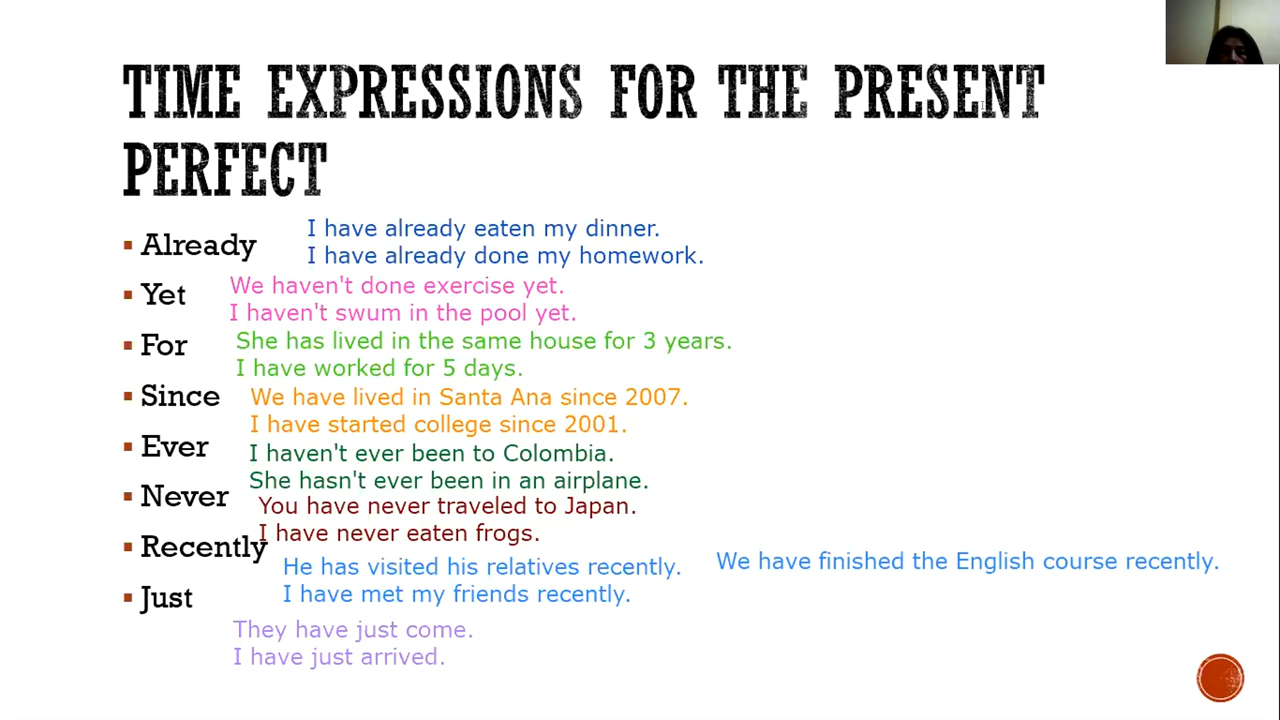 TIME EXPRESSIONS FOR THE PRESENT
PERFECT
Already
I have already eaten my dinner.
I have already done my homework.
Yet
We haven't done exercise yet.
I haven't swum in the pool yet.
For
She has lived in the same house for 3 years.
I have worked for 5 days.
Since
We have lived in Santa Ana since 2007.
I have started college since 2001.
Ever
I haven't ever been to Colombia.
She hasn't ever been in an airplane.
Never
You have never traveled to Japan.
I have never eaten frogs.
Recently
He has visited his relatives recently.
I have met my friends recently.
We have finished the English course recently.
Just
They have just come.
I have just arrived.